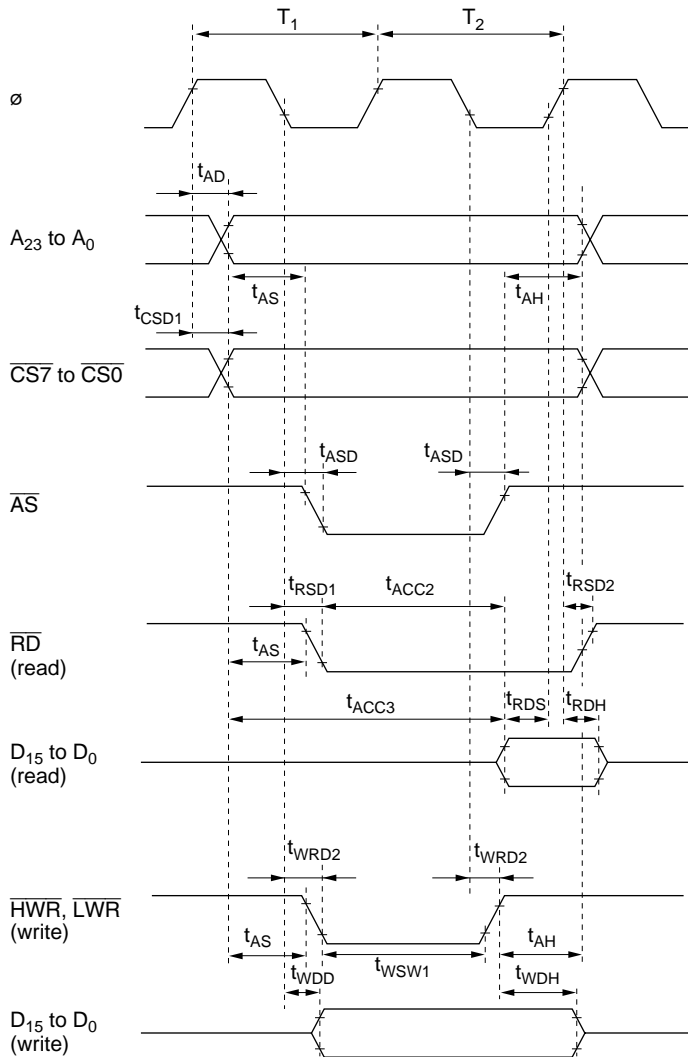 T1 T2
ø
tAD
A23 to A0
tAS tAH
tCSD1
CS7 to CS0
tASD tASD
AS
tRSD1 tACC2 tRSD2
RD
(read)
tAS
tACC3 tRDS tRDH
D15 to D0
(read)
tWRD2 tWRD2
HWR, LWR
(write)
tAS tWSW1 tAH
tWDD tWDH
D15 to D0
(write)